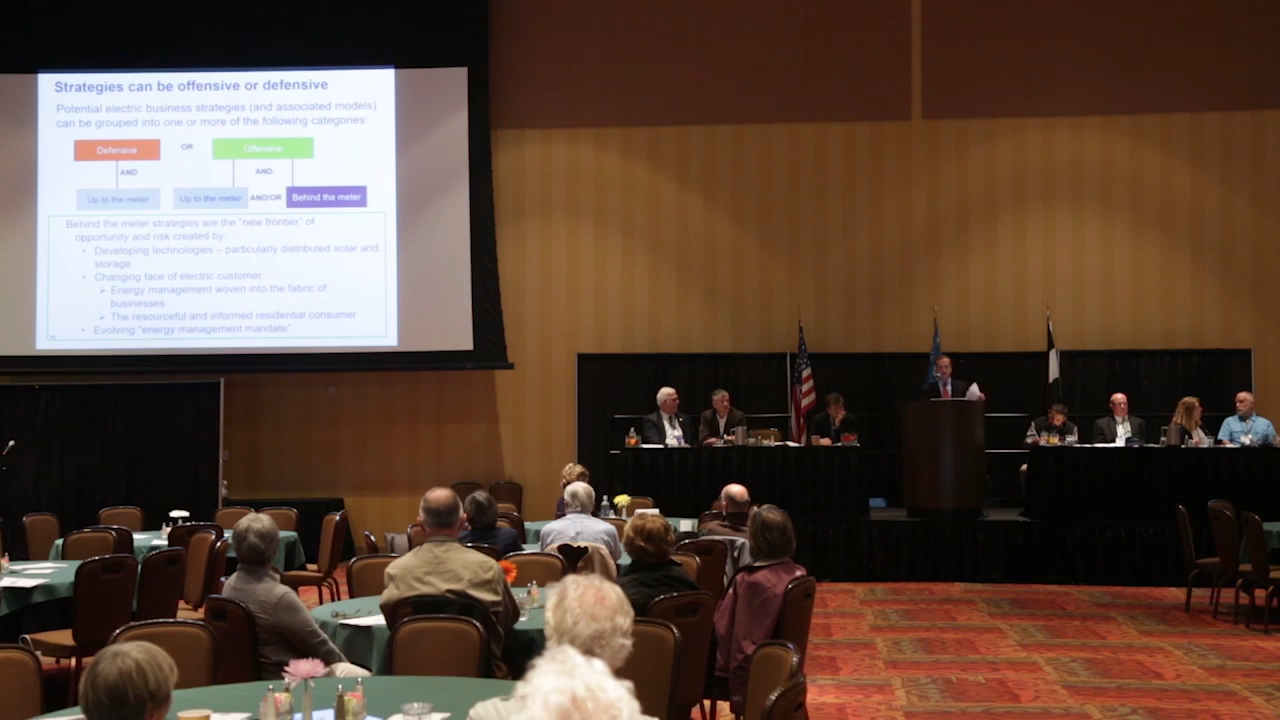 Strategies can be offensive or defensive
Potential electric business strategies (and associated models)
can be grouped into one or more of the following categories:
Defensive OR Offensive
AND AND
Up to the meter Up to the meter AND/OR Behind the meter
Behind the meter strategies are the "new frontier" of
opportunity and risk created by:
• Developing technologies – particularly distributed solar and
storage
• Changing face of electric customer
➢ Energy management woven into the fabric of
businesses
➢ The resourceful and informed residential consumer
• Evolving "energy management mandate"